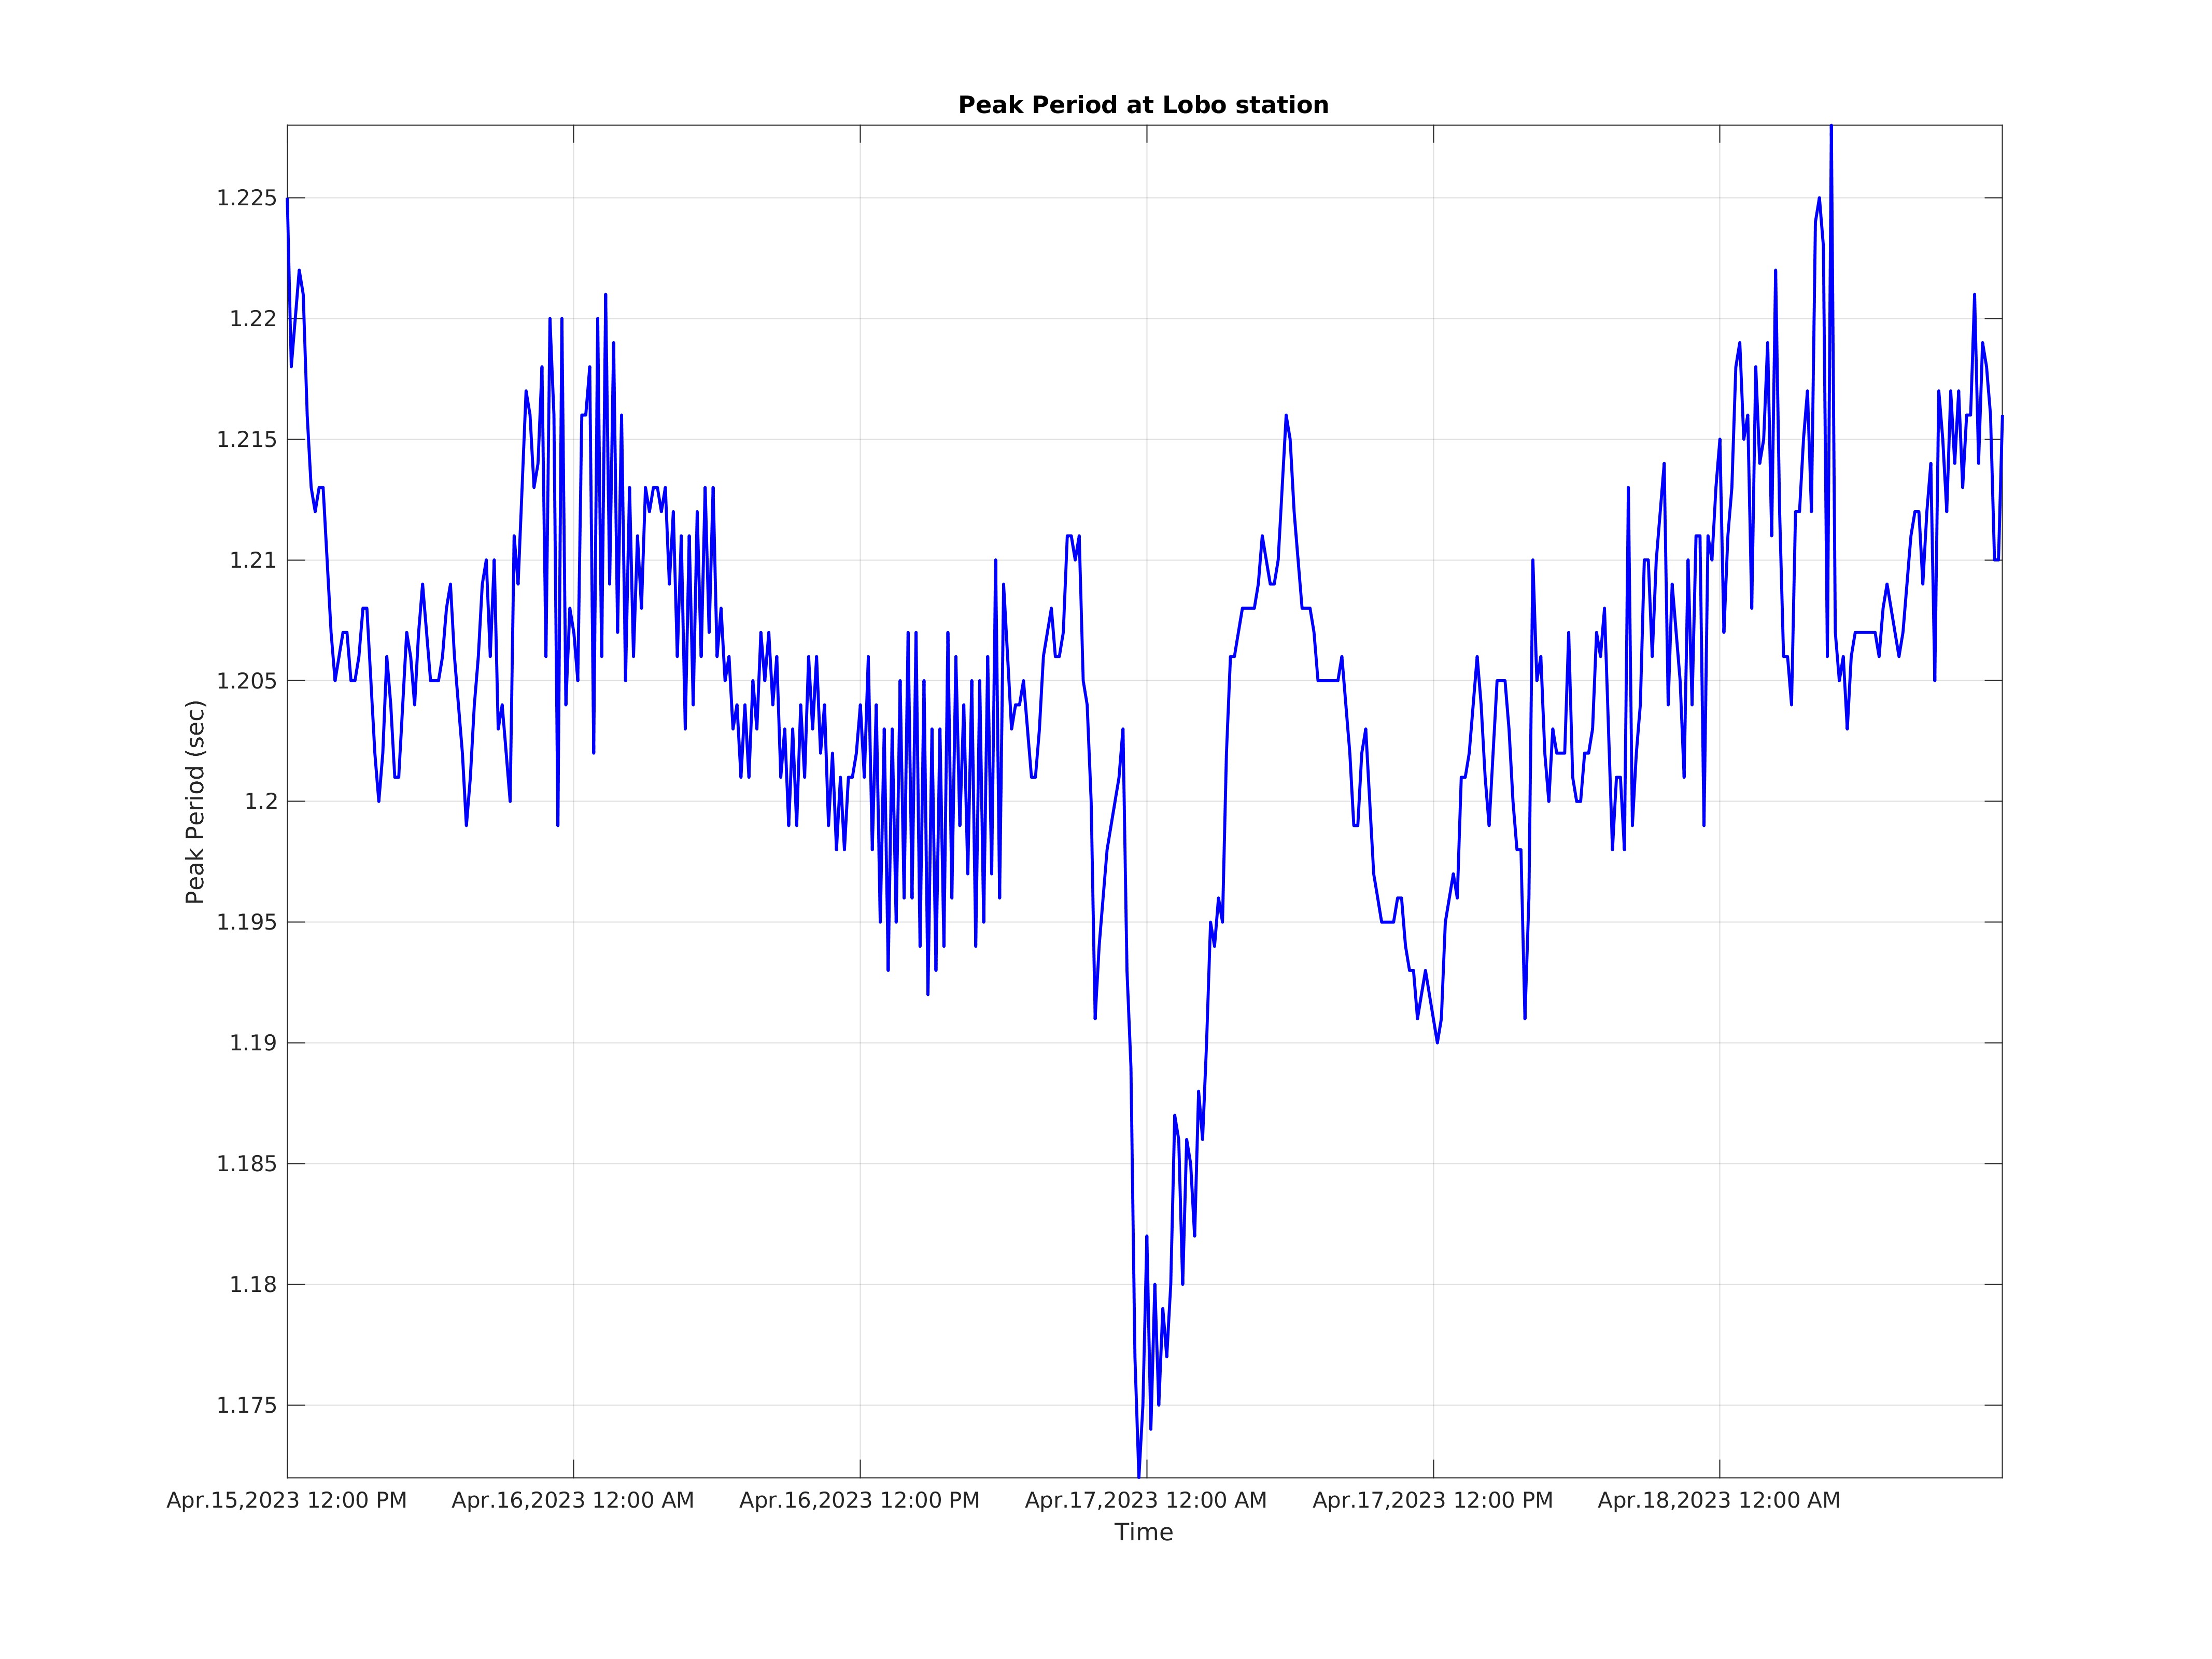 Peak Period at Lobo station
Peak Period (sec)
1.225
1.22
1.215
1.21
1.205
1.2
1.195
1.19
1.185
1.18
1.175
Apr.15,2023 12:00 PM
Apr.16,2023 12:00 AM
Apr.16,2023 12:00 PM
Apr.17,2023 12:00 AM
Apr.17,2023 12:00 PM
Apr.18,2023 12:00 AM
Time